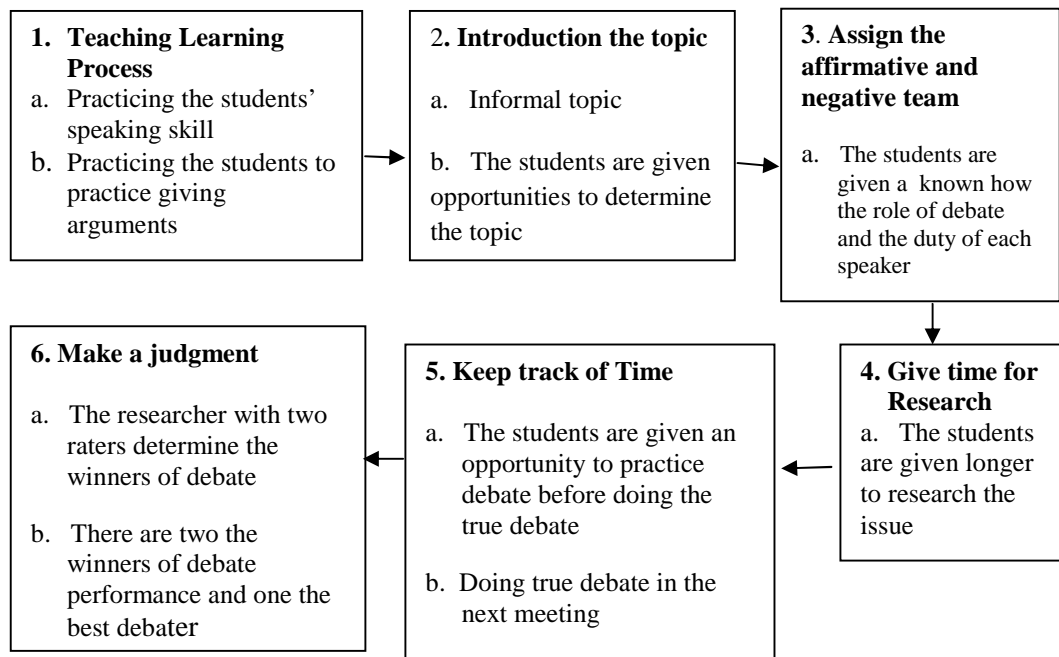 1. Teaching Learning
Process
a. Practicing the students’
speaking skill
b. Practicing the students to
practice giving
arguments
2. Introduction the topic
a. Informal topic
b. The students are given
opportunities to determine
the topic
3. Assign the
affirmative and
negative team
a. The students are
given a known how
the role of debate
and the duty of each
speaker
4. Give time for
Research
a. The students
are given longer
to research the
issue
5. Keep track of Time
a. The students are given an
opportunity to practice
debate before doing the
true debate
b. Doing true debate in the
next meeting
6. Make a judgment
a. The researcher with two
raters determine the
winners of debate
b. There are two the
winners of debate
performance and one the
best debater